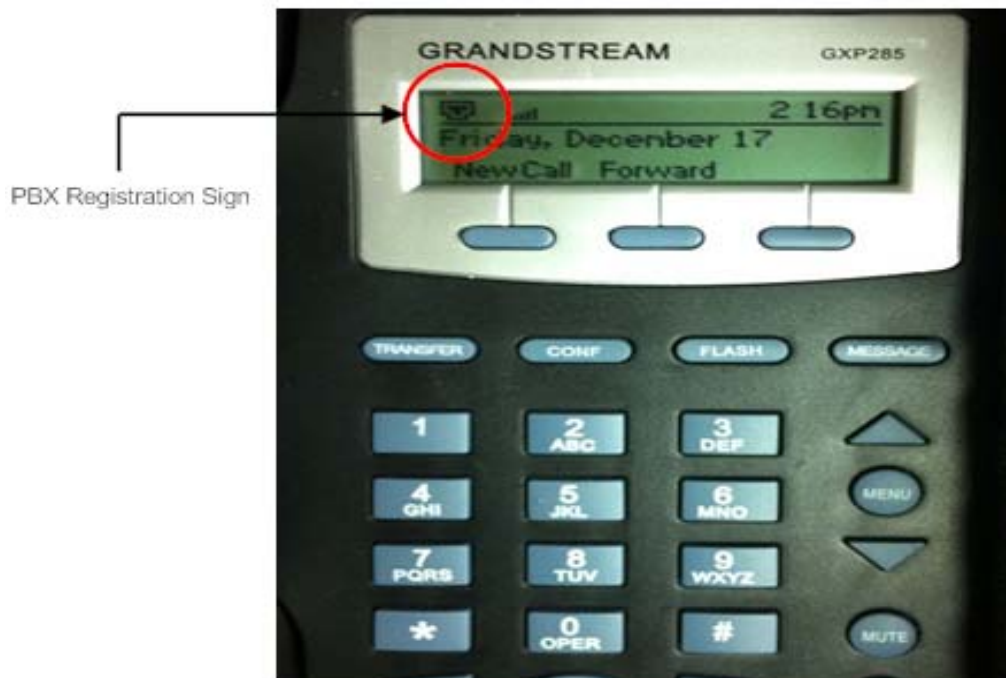 GRANDSTREAM GXP285
2 16pm
Friday, December 17
NewCall Forward
PBX Registration Sign
TRANSFER CONF FLASH MESSAGE
1 2 3
ABC DEF
4 5 6
GHI JKL MNO
MENU
7 8 9
PQRS TUV WXYZ
* 0 #
OPER
MUTE